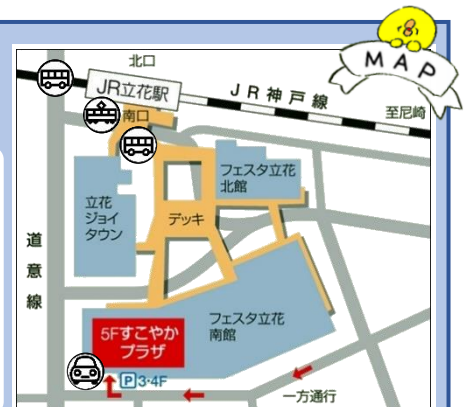 MAP
北口
JR立花駅
JR神戸線
至尼崎
南口
フェスタ立花
北館
立花
ジョイ
タウン
デッキ
道意線
フェスタ立花
南館
5Fすこやか
プラザ
P3・4F
一方通行